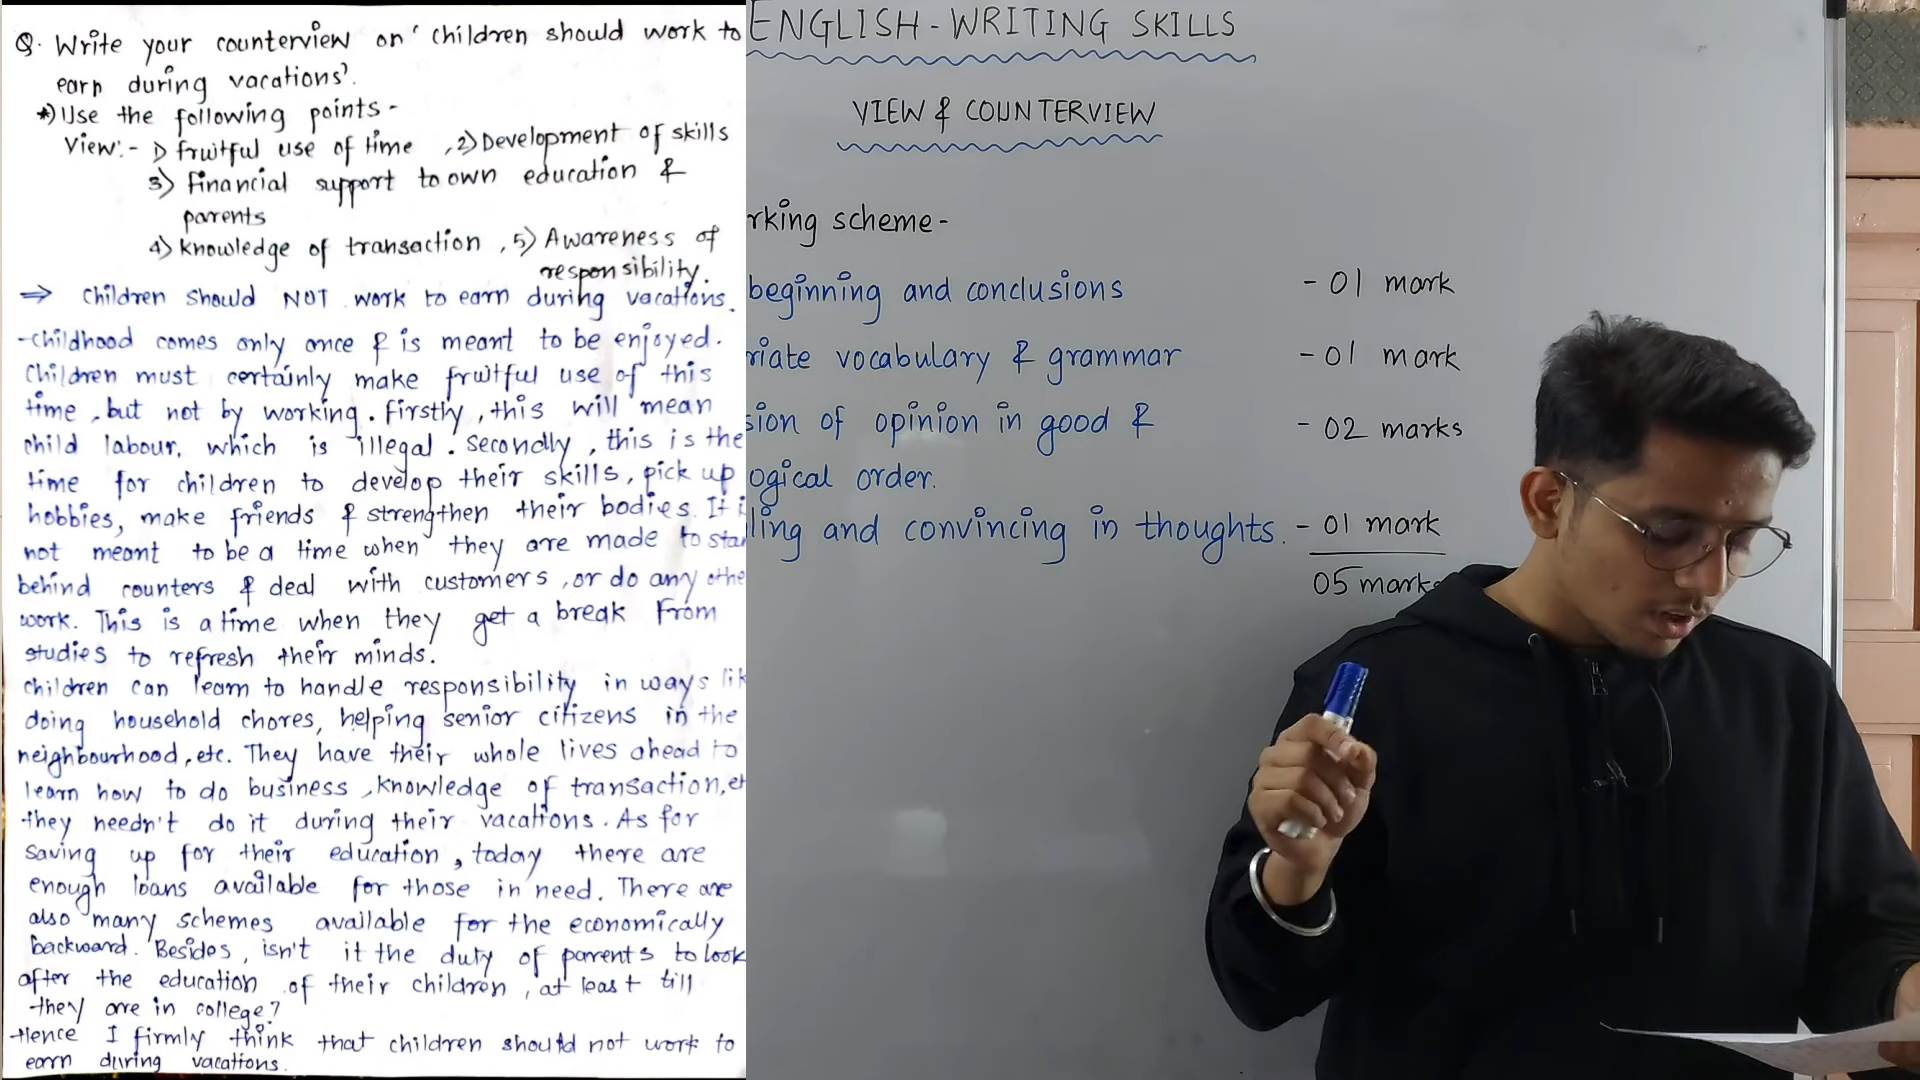 Q. Write your counterview on 'children should work to
earn during vacations'.
*) Use the following points -
View:- 1) fruitful use of time , 2) Development of skills
3) financial support to own education &
parents
4) knowledge of transaction , 5) Awareness of
responsibility.
⇒ Children should NOT work to earn during vacations.
-Childhood comes only once & is meant to be enjoyed.
Children must certainly make fruitful use of this
time, but not by working. Firstly, this will mean
child labour, which is illegal. Secondly, this is the
time for children to develop their skills, pick up
hobbies, make friends & strengthen their bodies. It i
not meant to be a time when they are made to sta
behind counters & deal with customers, or do any othe
work. This is a time when they get a break from
studies to refresh their minds.
Children can learn to handle responsibility in ways lik
doing household chores, helping senior citizens in the
neighbourhood, etc. They have their whole lives ahead to
learn how to do business, knowledge of transaction, et
they needn't do it during their vacations. As for
saving up for their education, today there are
enough loans available for those in need. There are
also many schemes available for the economically
backward. Besides, isn't it the duty of parents to look
after the education of their children, at least till
they are in college?
Hence I firmly think that children should not work to
earn during vacations.
ENGLISH - WRITING SKILLS
VIEW & COUNTERVIEW
rking scheme -
beginning and conclusions - 01 mark
riate vocabulary & grammar - 01 mark
sion of opinion in good & - 02 marks
ogical order.
ling and convincing in thoughts. - 01 mark
05 marks